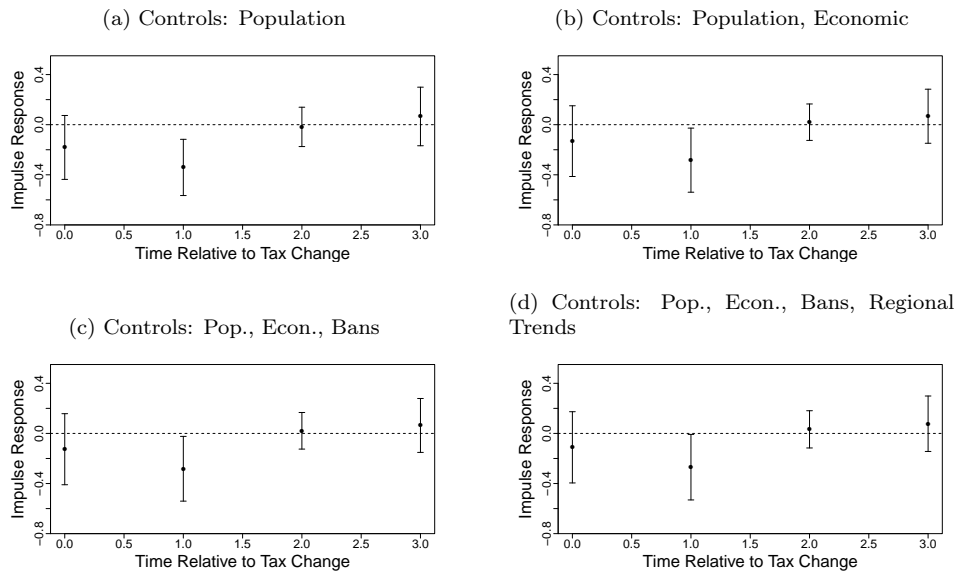 (a) Controls: Population
Impulse Response
0.4
0.0
−0.4
−0.8
0.0 0.5 1.0 1.5 2.0 2.5 3.0
Time Relative to Tax Change
(b) Controls: Population, Economic
Impulse Response
0.4
0.0
−0.4
−0.8
0.0 0.5 1.0 1.5 2.0 2.5 3.0
Time Relative to Tax Change
(c) Controls: Pop., Econ., Bans
Impulse Response
0.4
0.0
−0.4
−0.8
0.0 0.5 1.0 1.5 2.0 2.5 3.0
Time Relative to Tax Change
(d) Controls: Pop., Econ., Bans, Regional
Trends
Impulse Response
0.4
0.0
−0.4
−0.8
0.0 0.5 1.0 1.5 2.0 2.5 3.0
Time Relative to Tax Change